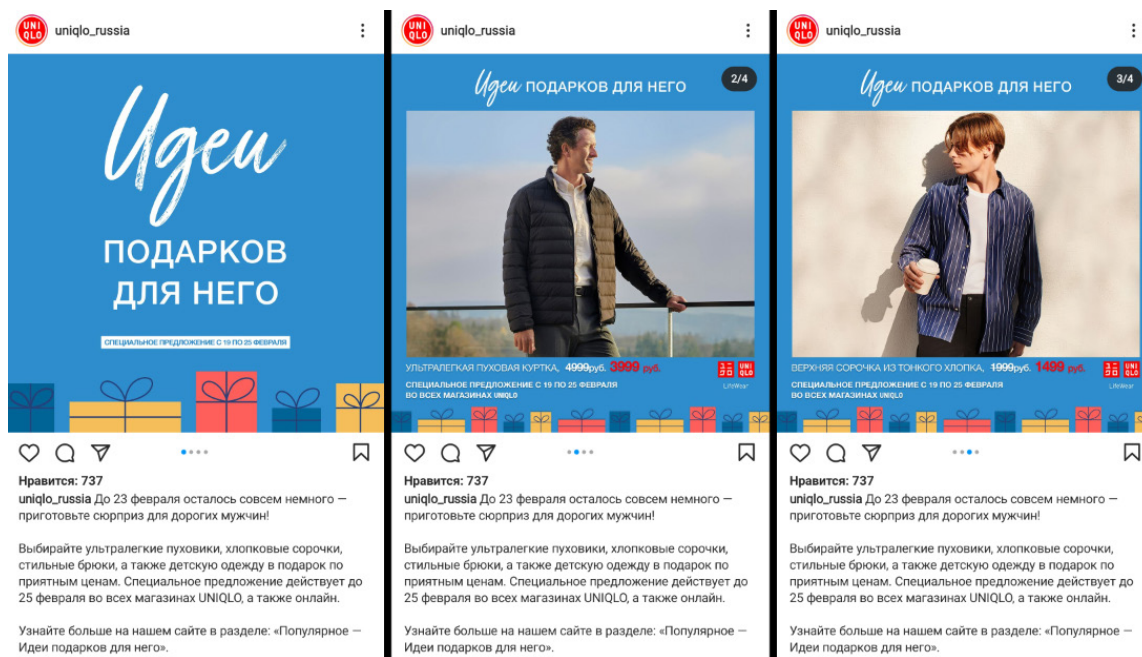 UNI
QLO
uniqlo_russia
Идеи
ПОДАРКОВ
ДЛЯ НЕГО
СПЕЦИАЛЬНОЕ ПРЕДЛОЖЕНИЕ С 19 ПО 25 ФЕВРАЛЯ
Нравится: 737
uniqlo_russia До 23 февраля осталось совсем немного —
приготовьте сюрприз для дорогих мужчин!
Выбирайте ультралегкие пуховики, хлопковые сорочки,
стильные брюки, а также детскую одежду в подарок по
приятным ценам. Специальное предложение действует до
25 февраля во всех магазинах UNIQLO, а также онлайн.
Узнайте больше на нашем сайте в разделе: «Популярное —
Идеи подарков для него».
UNI
QLO
uniqlo_russia
Идеи ПОДАРКОВ ДЛЯ НЕГО
2/4
УЛЬТРАЛЕГКАЯ ПУХОВАЯ КУРТКА, 4999руб. 3999 руб.
СПЕЦИАЛЬНОЕ ПРЕДЛОЖЕНИЕ С 19 ПО 25 ФЕВРАЛЯ
ВО ВСЕХ МАГАЗИНАХ UNIQLO
UNI
QLO
LifeWear
Нравится: 737
uniqlo_russia До 23 февраля осталось совсем немного —
приготовьте сюрприз для дорогих мужчин!
Выбирайте ультралегкие пуховики, хлопковые сорочки,
стильные брюки, а также детскую одежду в подарок по
приятным ценам. Специальное предложение действует до
25 февраля во всех магазинах UNIQLO, а также онлайн.
Узнайте больше на нашем сайте в разделе: «Популярное —
Идеи подарков для него».
UNI
QLO
uniqlo_russia
Идеи ПОДАРКОВ ДЛЯ НЕГО
3/4
ВЕРХНЯЯ СОРОЧКА ИЗ ТОНКОГО ХЛОПКА, 1999руб. 1499 руб.
СПЕЦИАЛЬНОЕ ПРЕДЛОЖЕНИЕ С 19 ПО 25 ФЕВРАЛЯ
ВО ВСЕХ МАГАЗИНАХ UNIQLO
UNI
QLO
LifeWear
Нравится: 737
uniqlo_russia До 23 февраля осталось совсем немного —
приготовьте сюрприз для дорогих мужчин!
Выбирайте ультралегкие пуховики, хлопковые сорочки,
стильные брюки, а также детскую одежду в подарок по
приятным ценам. Специальное предложение действует до
25 февраля во всех магазинах UNIQLO, а также онлайн.
Узнайте больше на нашем сайте в разделе: «Популярное —
Идеи подарков для него».